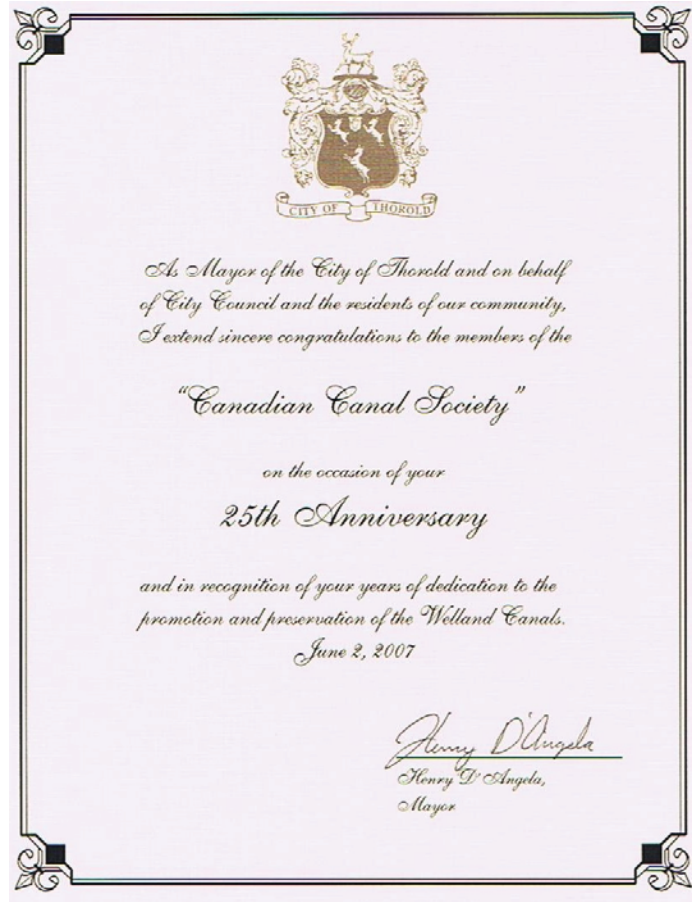 CITY OF THOROLD
As Mayor of the City of Thorold and on behalf
of City Council and the residents of our community,
I extend sincere congratulations to the members of the
"Canadian Canal Society"
on the occasion of your
25th Anniversary
and in recognition of your years of dedication to the
promotion and preservation of the Welland Canals.
June 2, 2007
Henry D'Angela
Henry D'Angela,
Mayor